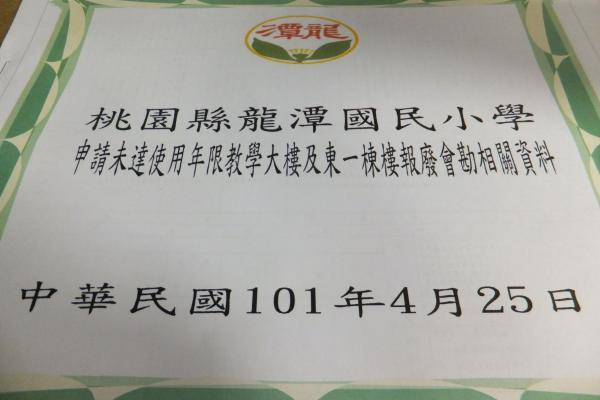 龍潭
桃園縣龍潭國民小學
申請未達使用年限教學大樓及東一棟樓報廢會勘相關資料
中華民國101年4月25日